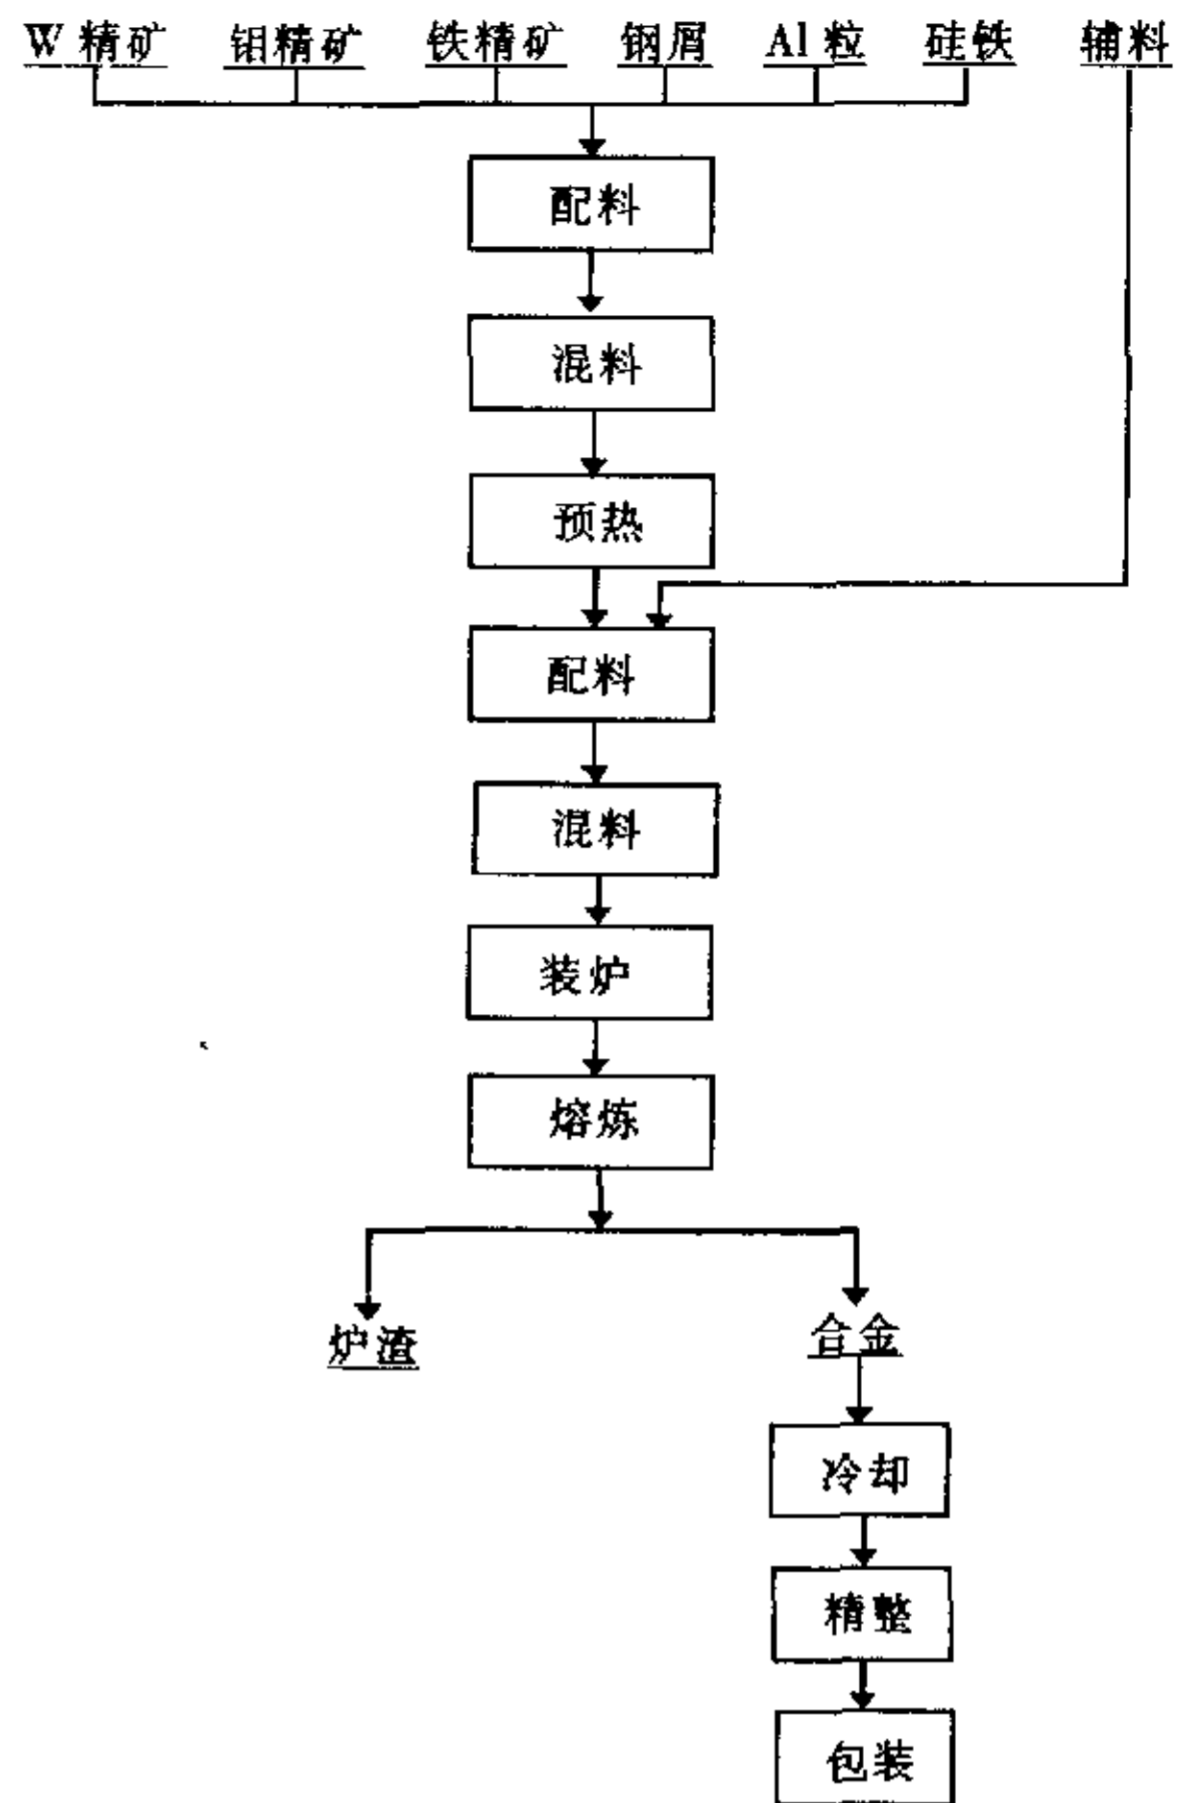 W精矿 钼精矿 铁精矿 钢屑 Al粒 硅铁 辅料
配料
混料
预热
配料
混料
装炉
熔炼
炉渣 合金
冷却
精整
包装